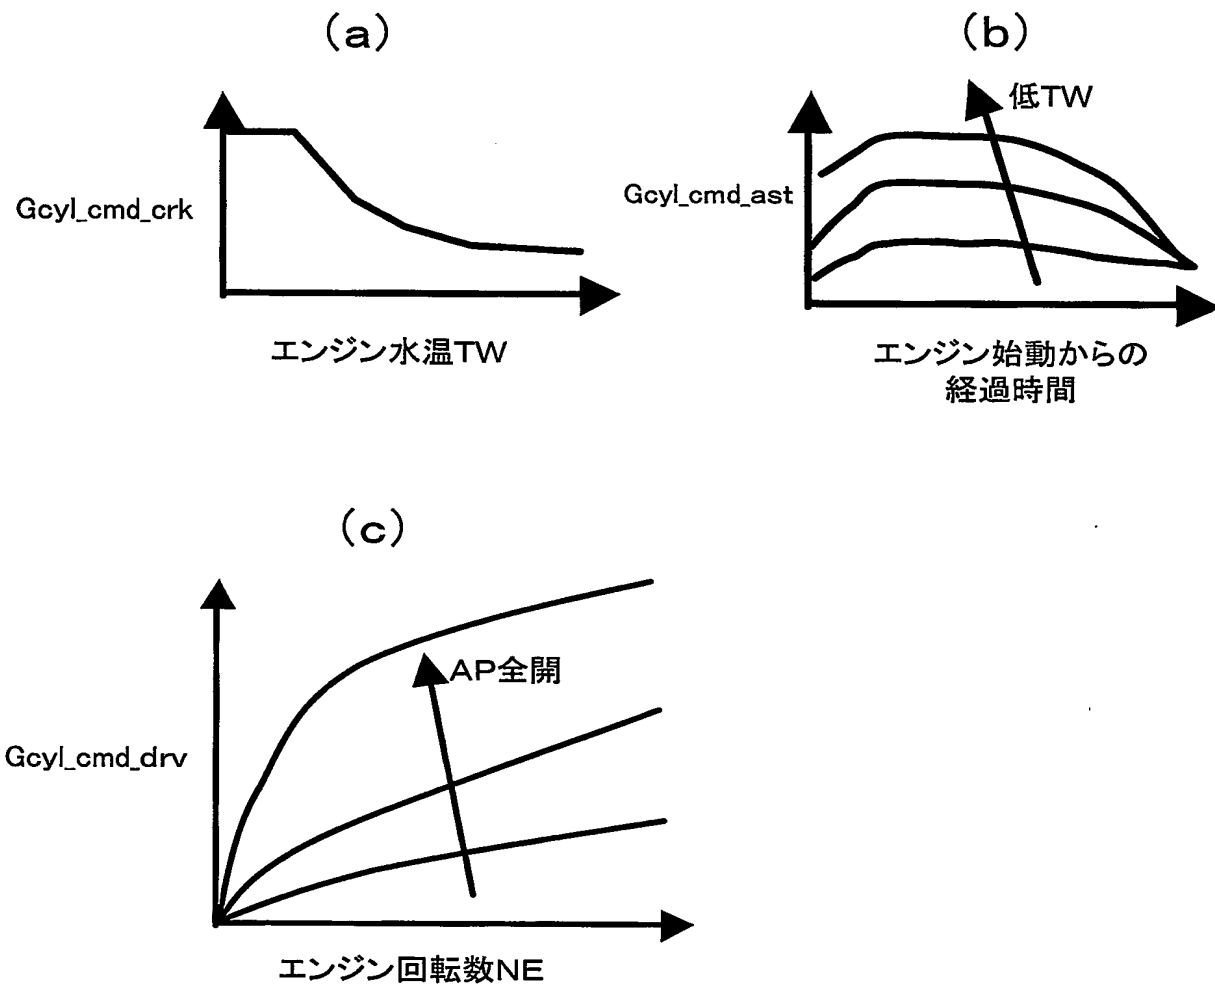 (a)
Gcyl_cmd_crk
エンジン水温TW
(b)
低TW
Gcyl_cmd_ast
エンジン始動からの
経過時間
(c)
AP全開
Gcyl_cmd_drv
エンジン回転数NE